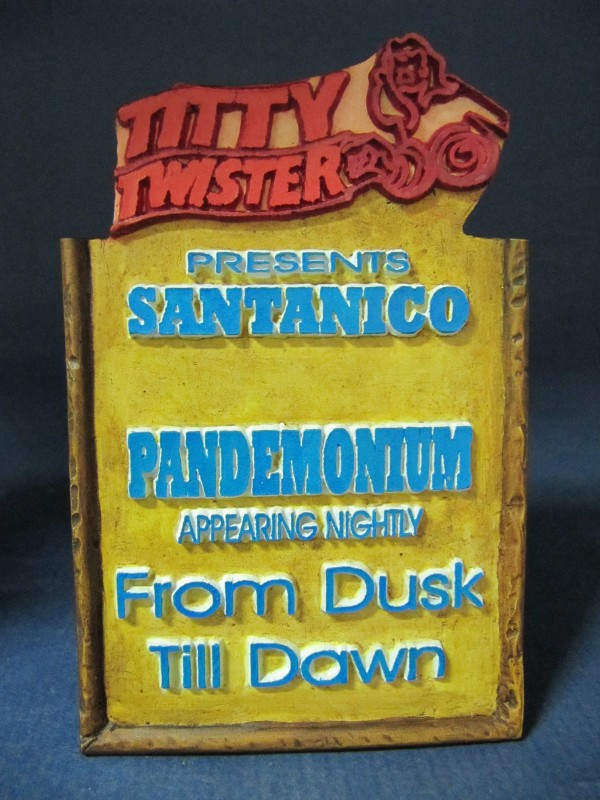 TITTY
TWISTER
PRESENTS
SANTANICO
PANDEMONIUM
APPEARING NIGHTLY
From Dusk
Till Dawn